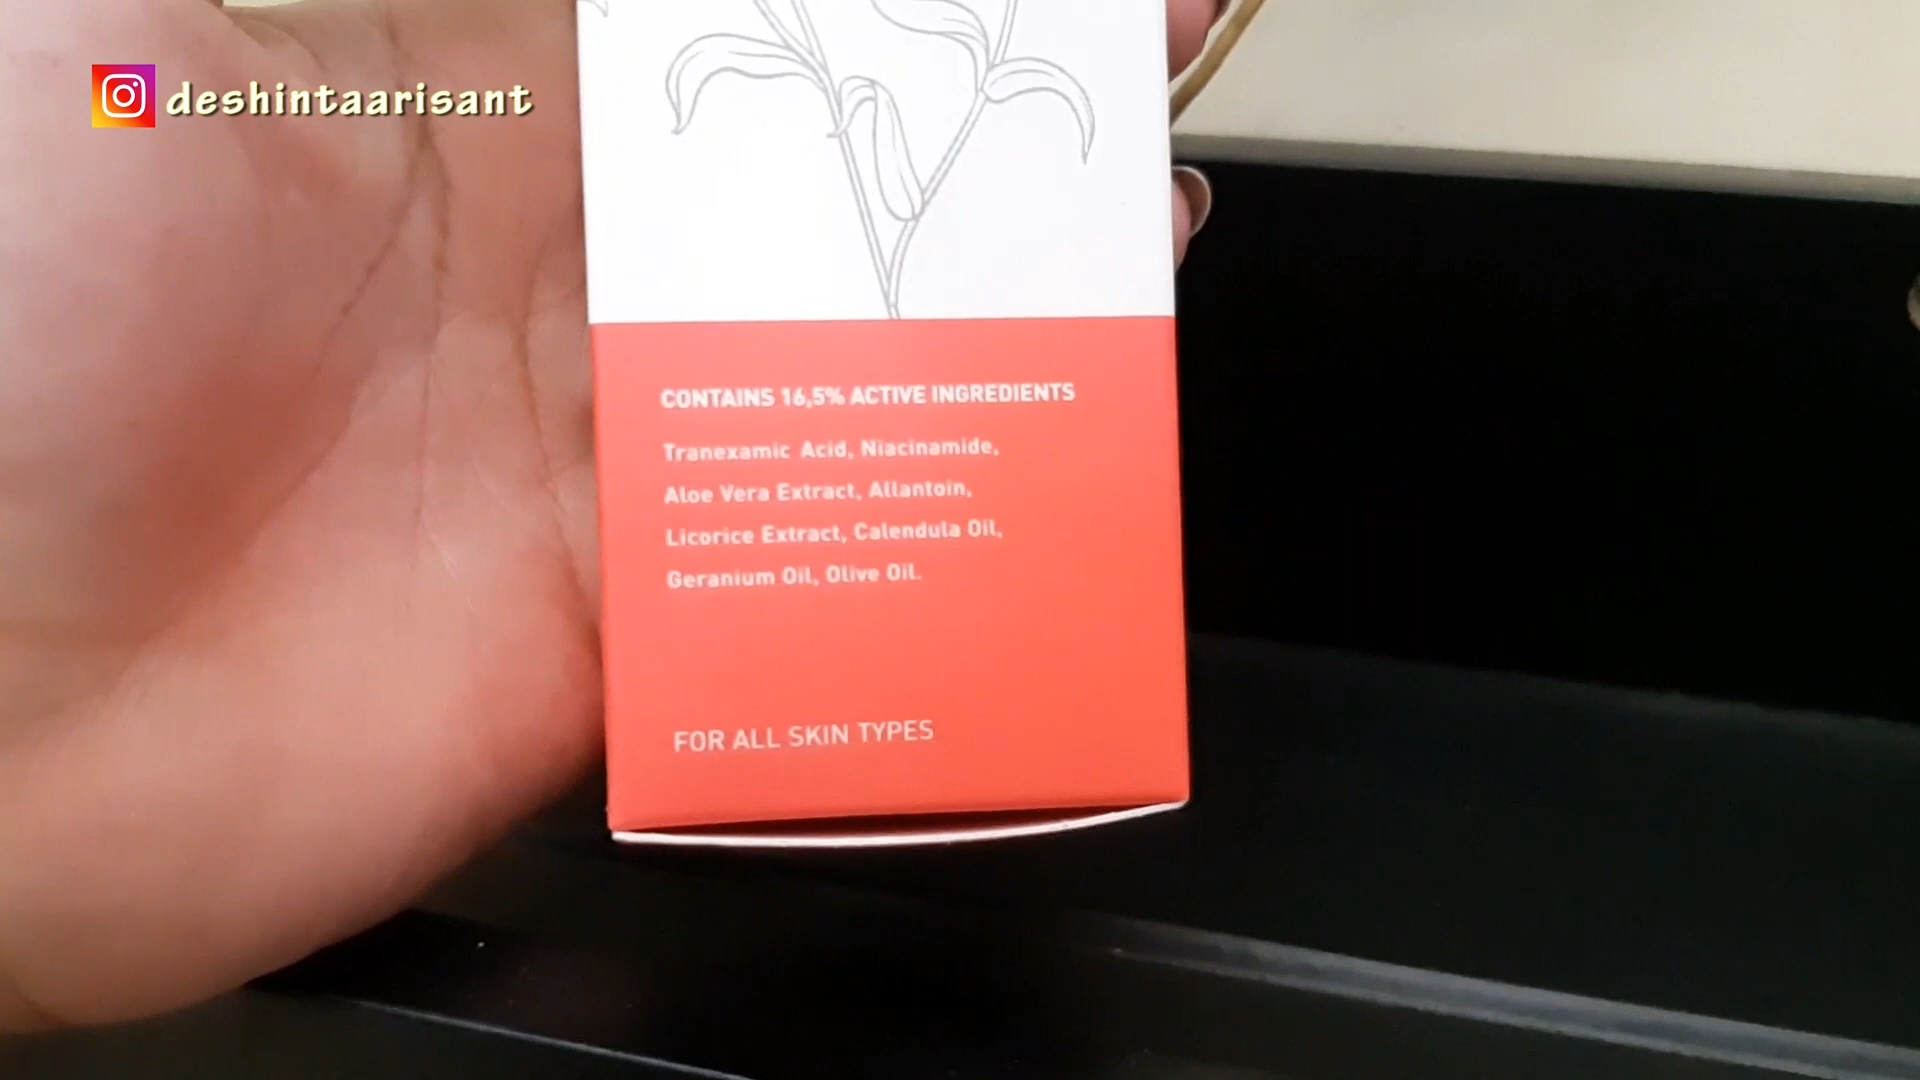 deshintaarisant
CONTAINS 16,5% ACTIVE INGREDIENTS
Tranexamic Acid, Niacinamide,
Aloe Vera Extract, Allantoin,
Licorice Extract, Calendula Oil,
Geranium Oil, Olive Oil.
FOR ALL SKIN TYPES